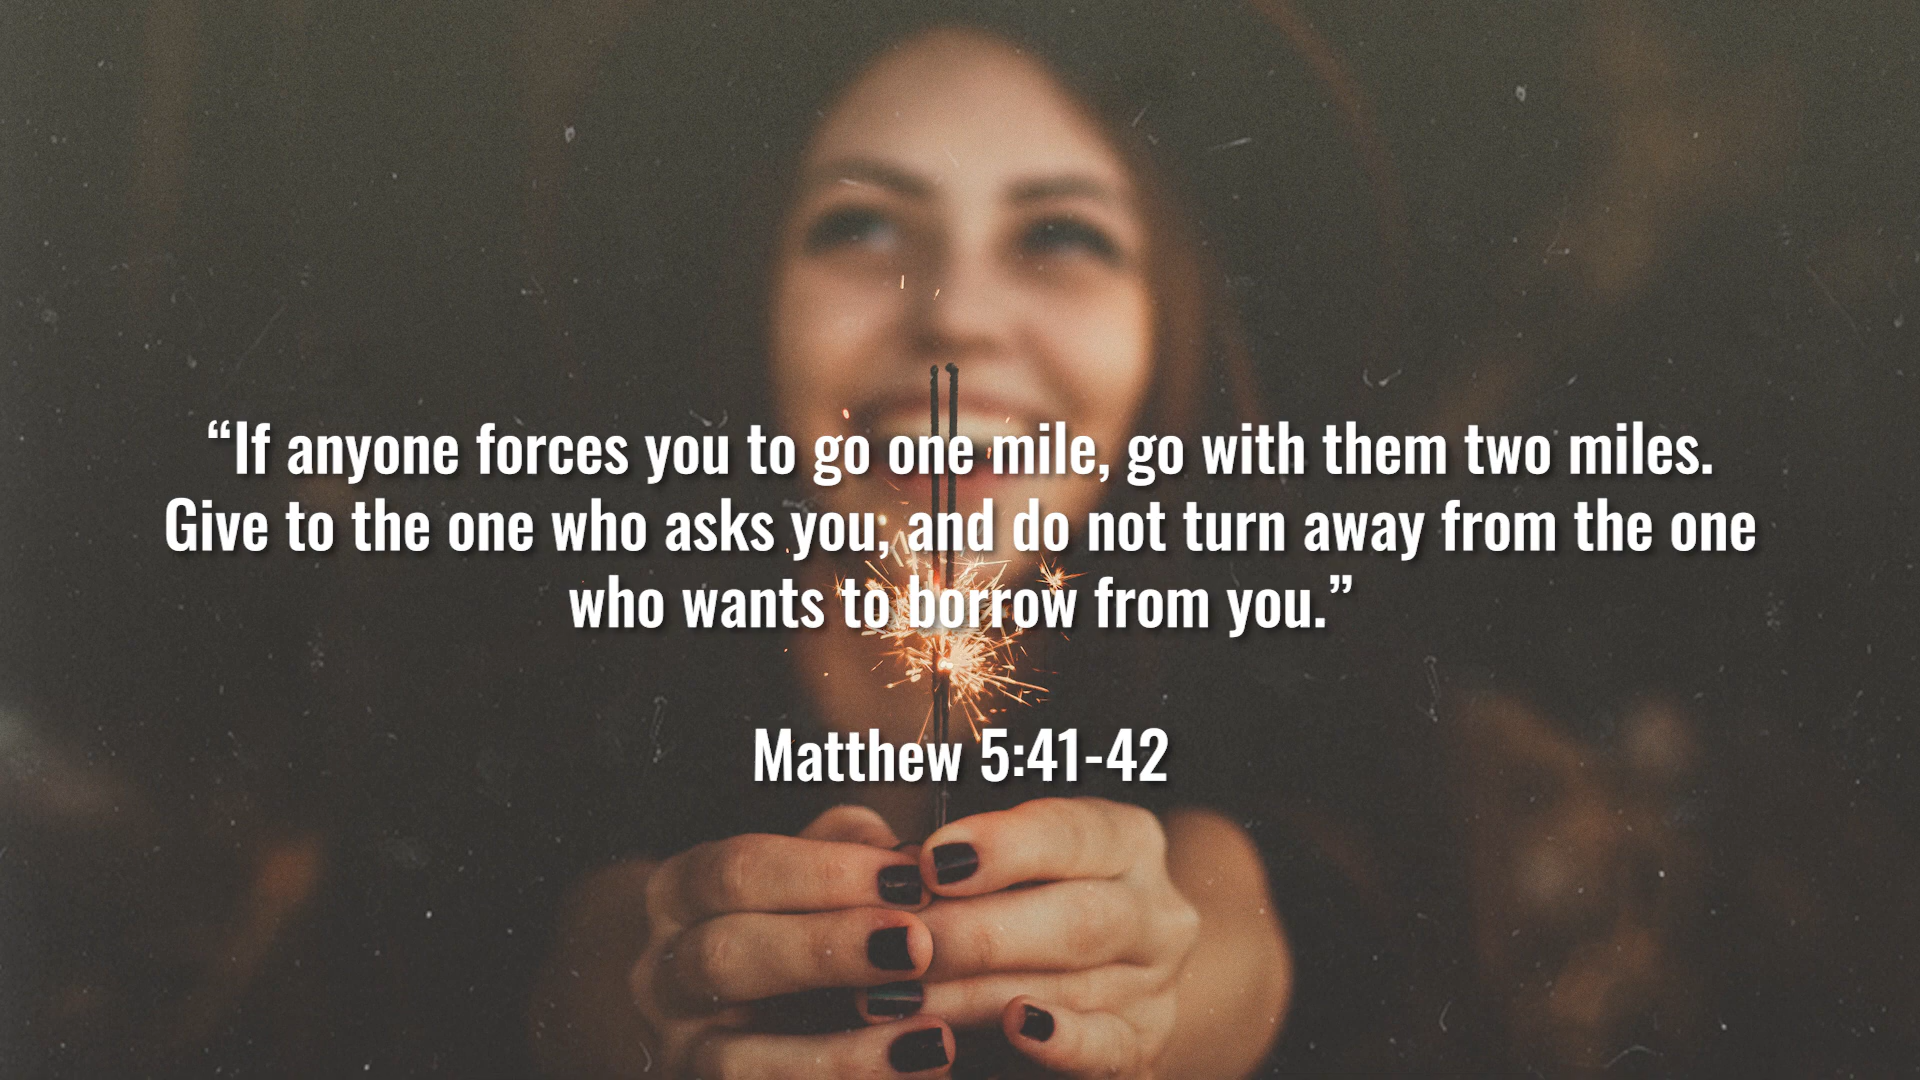 “If anyone forces you to go one mile, go with them two miles.
Give to the one who asks you, and do not turn away from the one
who wants to borrow from you.”
Matthew 5:41-42